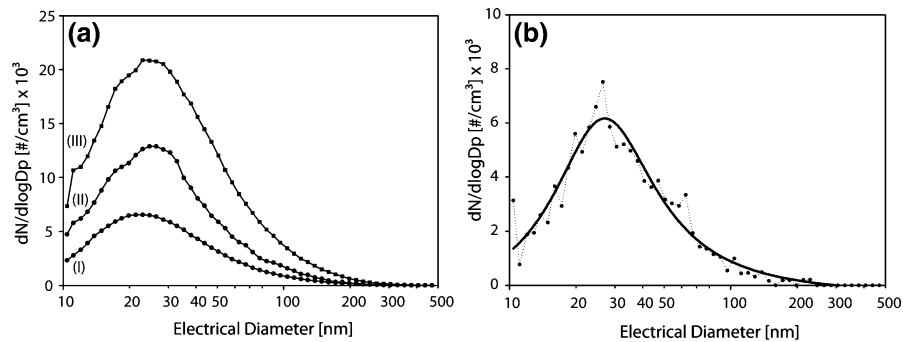 (a)
dN/dlogDp [#/cm³] x 10³
25
20
15
10
5
0
(III)
(II)
(I)
10 20 30 40 50 100 200 300 500
Electrical Diameter [nm]
(b)
dN/dlogDp [#/cm³] x 10³
10
8
6
4
2
0
10 20 30 40 50 100 200 300 500
Electrical Diameter [nm]